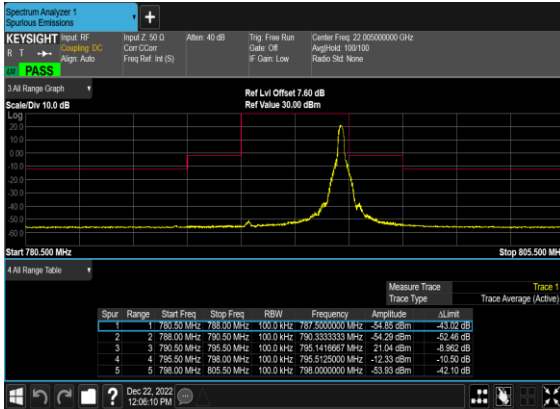 Spectrum Analyzer 1
Spurious Emissions
KEYSIGHT Input: RF Input Z: 50 Ω Atten: 40 dB Trig: Free Run Center Freq: 22.005000000 GHz
R T Coupling: DC Corr CCorr Gate: Off Avg|Hold: 100/100
Align: Auto Freq Ref: Int (S) IF Gain: Low Radio Std: None
PASS
3 All Range Graph
Ref Lvl Offset 7.60 dB
Scale/Div 10.0 dB Ref Value 30.00 dBm
Log
20.0
10.0
0.00
-10.0
-20.0
-30.0
-40.0
-50.0
-60.0
Start 780.500 MHz Stop 805.500 MHz
4 All Range Table
Measure Trace Trace 1
Trace Type Trace Average (Active)
Spur Range Start Freq Stop Freq RBW Frequency Amplitude ΔLimit
1 1 780.50 MHz 788.00 MHz 100.0 kHz 787.5000000 MHz -54.85 dBm -43.02 dB
2 2 788.00 MHz 790.50 MHz 100.0 kHz 790.3333333 MHz -54.29 dBm -52.46 dB
3 3 790.50 MHz 795.50 MHz 100.0 kHz 795.1416667 MHz 21.04 dBm -8.962 dB
4 4 795.50 MHz 798.00 MHz 100.0 kHz 795.5125000 MHz -12.33 dBm -10.50 dB
5 5 798.00 MHz 805.50 MHz 100.0 kHz 798.0000000 MHz -53.93 dBm -42.10 dB
Dec 22, 2022
12:06:10 PM